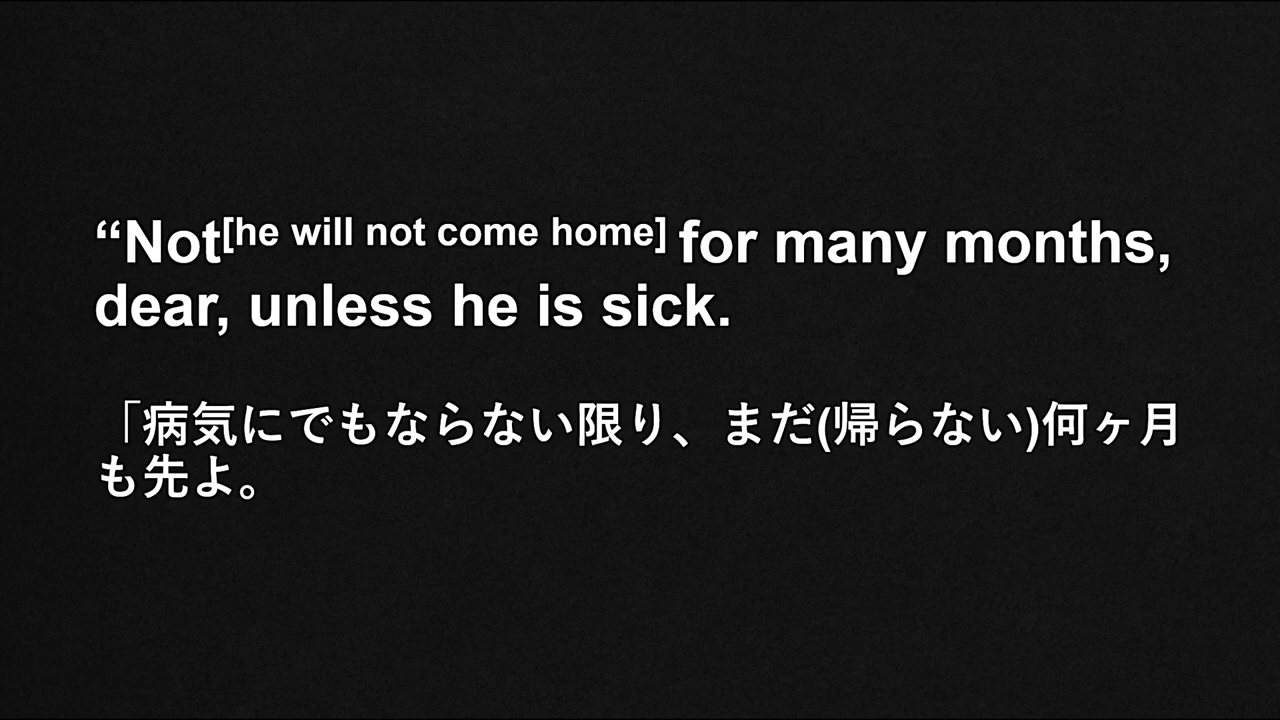 “Not[he will not come home] for many months,
dear, unless he is sick.
「病気にでもならない限り、まだ(帰らない)何ヶ月
も先よ。